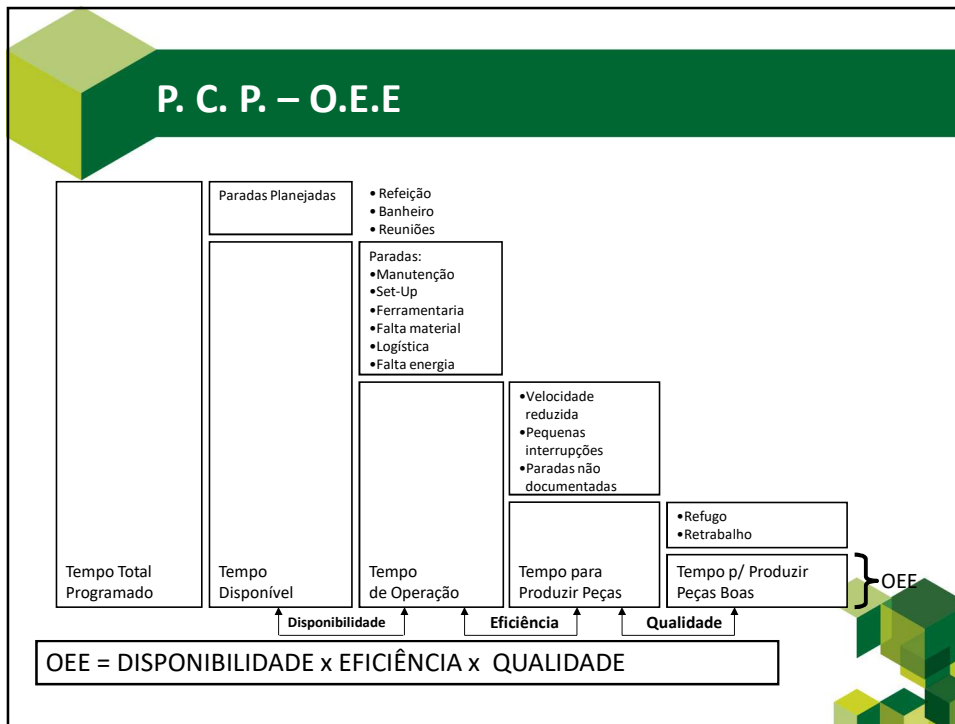 P. C. P. – O.E.E
Paradas Planejadas
• Refeição
• Banheiro
• Reuniões
Paradas:
•Manutenção
•Set-Up
•Ferramentaria
•Falta material
•Logística
•Falta energia
•Velocidade
reduzida
•Pequenas
interrupções
•Paradas não
documentadas
•Refugo
•Retrabalho
Tempo Total
Programado
Tempo
Disponível
Tempo
de Operação
Tempo para
Produzir Peças
Tempo p/ Produzir
Peças Boas
OEE
Disponibilidade
Eficiência
Qualidade
OEE = DISPONIBILIDADE x EFICIÊNCIA x QUALIDADE